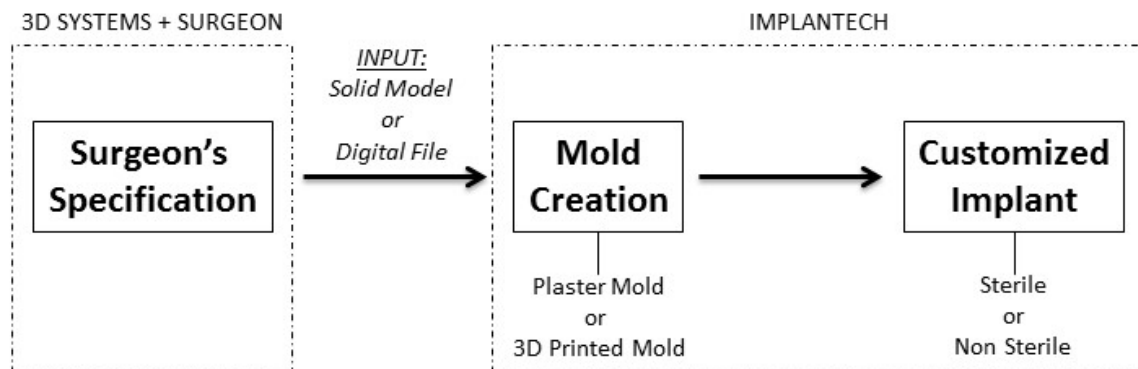 3D SYSTEMS + SURGEON
IMPLANTECH
INPUT:
Solid Model
or
Digital File
Surgeon's
Specification
Mold
Creation
Customized
Implant
Plaster Mold
or
3D Printed Mold
Sterile
or
Non Sterile